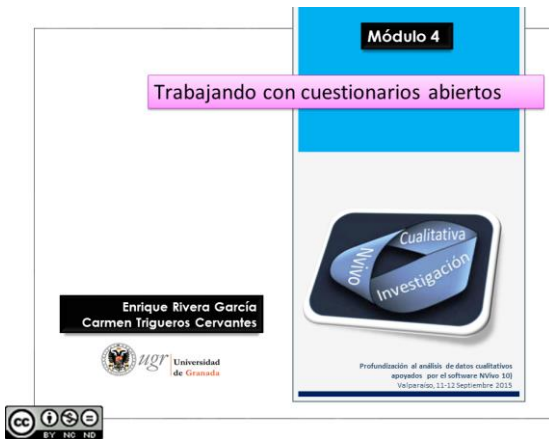 Módulo 4
Trabajando con cuestionarios abiertos
Cualitativa
NVivo
Investigación
Enrique Rivera García
Carmen Trigueros Cervantes
ugr
Universidad
de Granada
Profundización al análisis de datos cualitativos
apoyados por el software NVivo 10)
Valparaíso, 11-12 Septiembre 2015
cc
BY NC ND